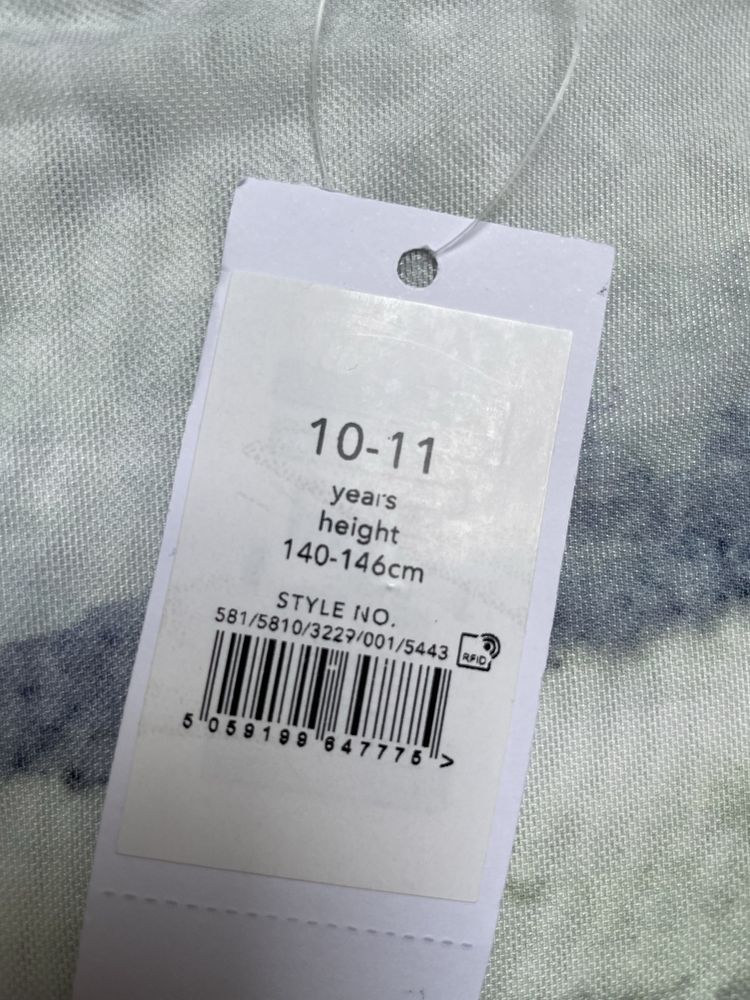 10-11
years
height
140-146cm
STYLE NO.
581/5810/3229/001/5443
RFID
5 059199 647775 >